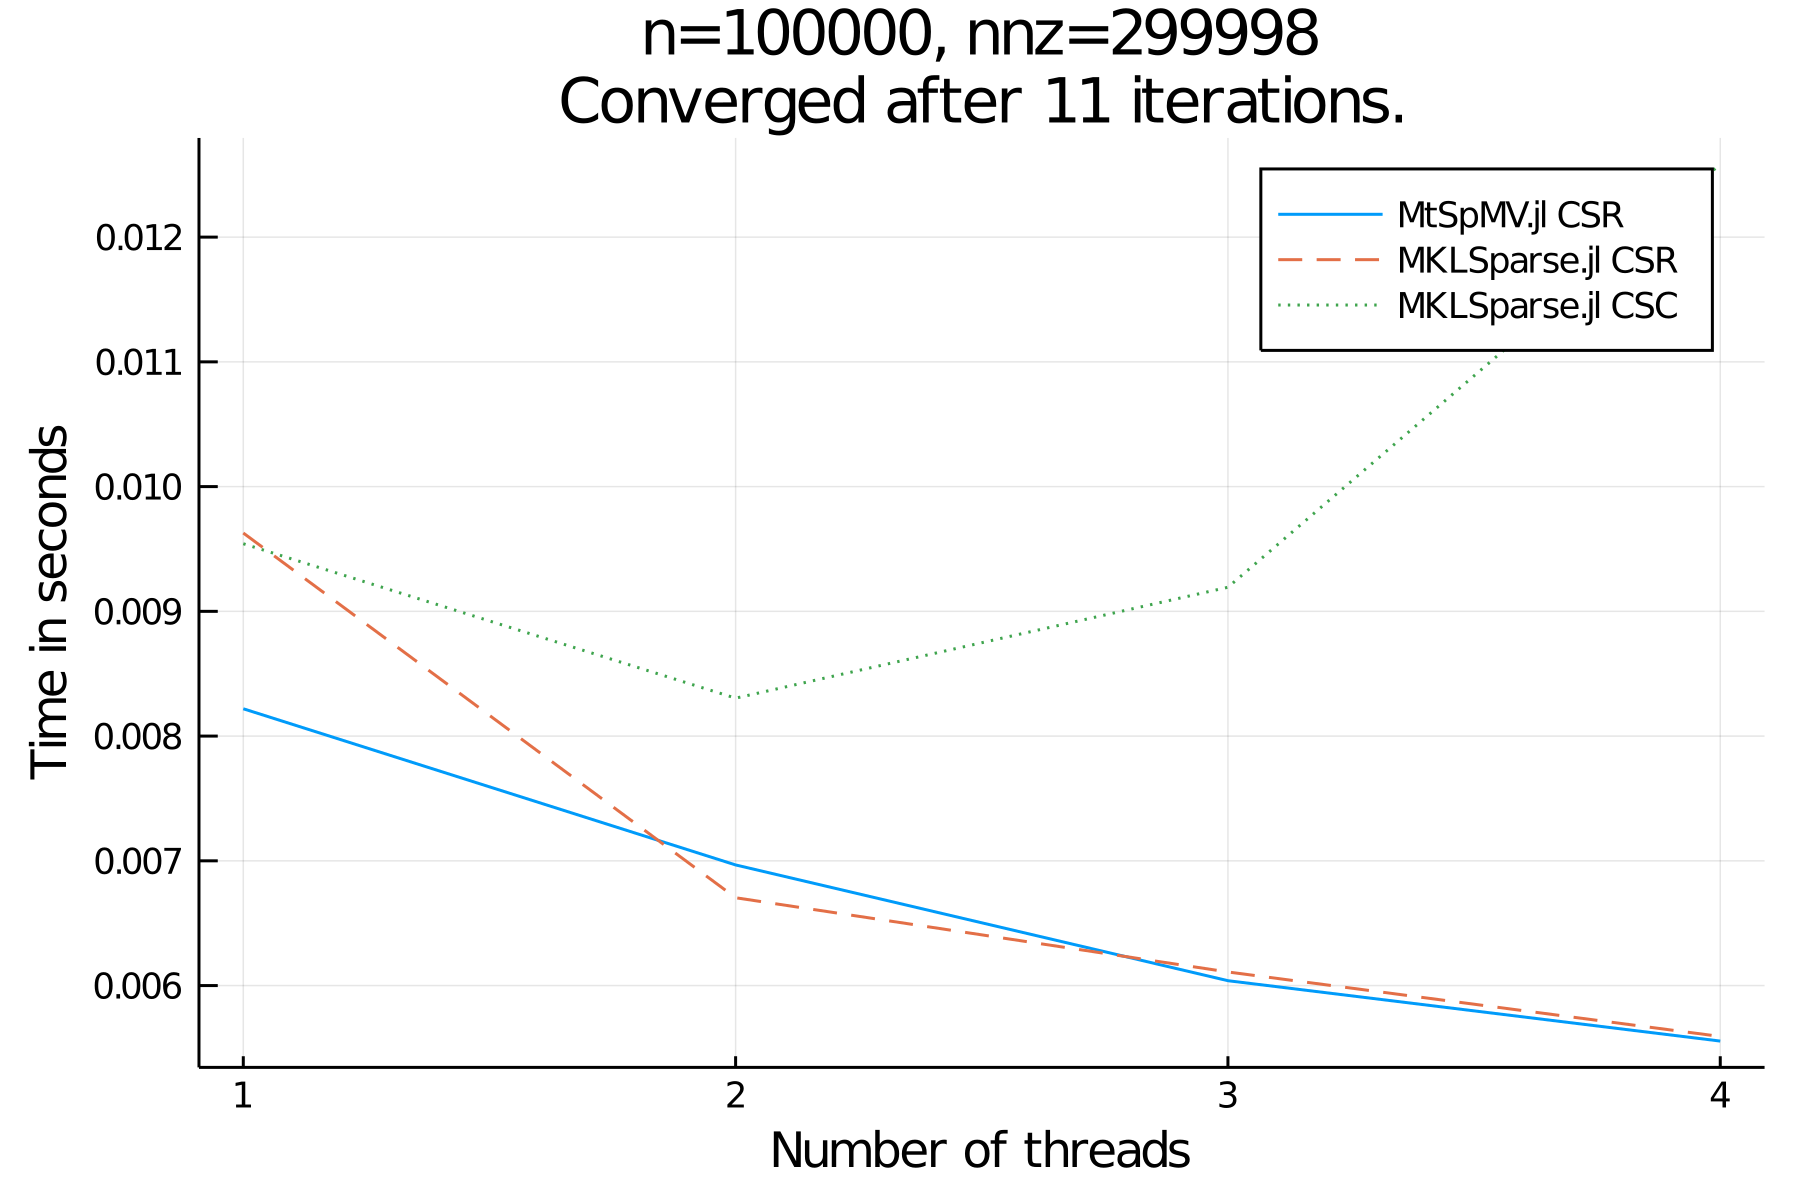 n=100000, nnz=299998
Converged after 11 iterations.
MtSpMV.jl CSR
MKLSparse.jl CSR
MKLSparse.jl CSC
0.012
0.011
0.010
0.009
0.008
0.007
0.006
Time in seconds
1 2 3 4
Number of threads